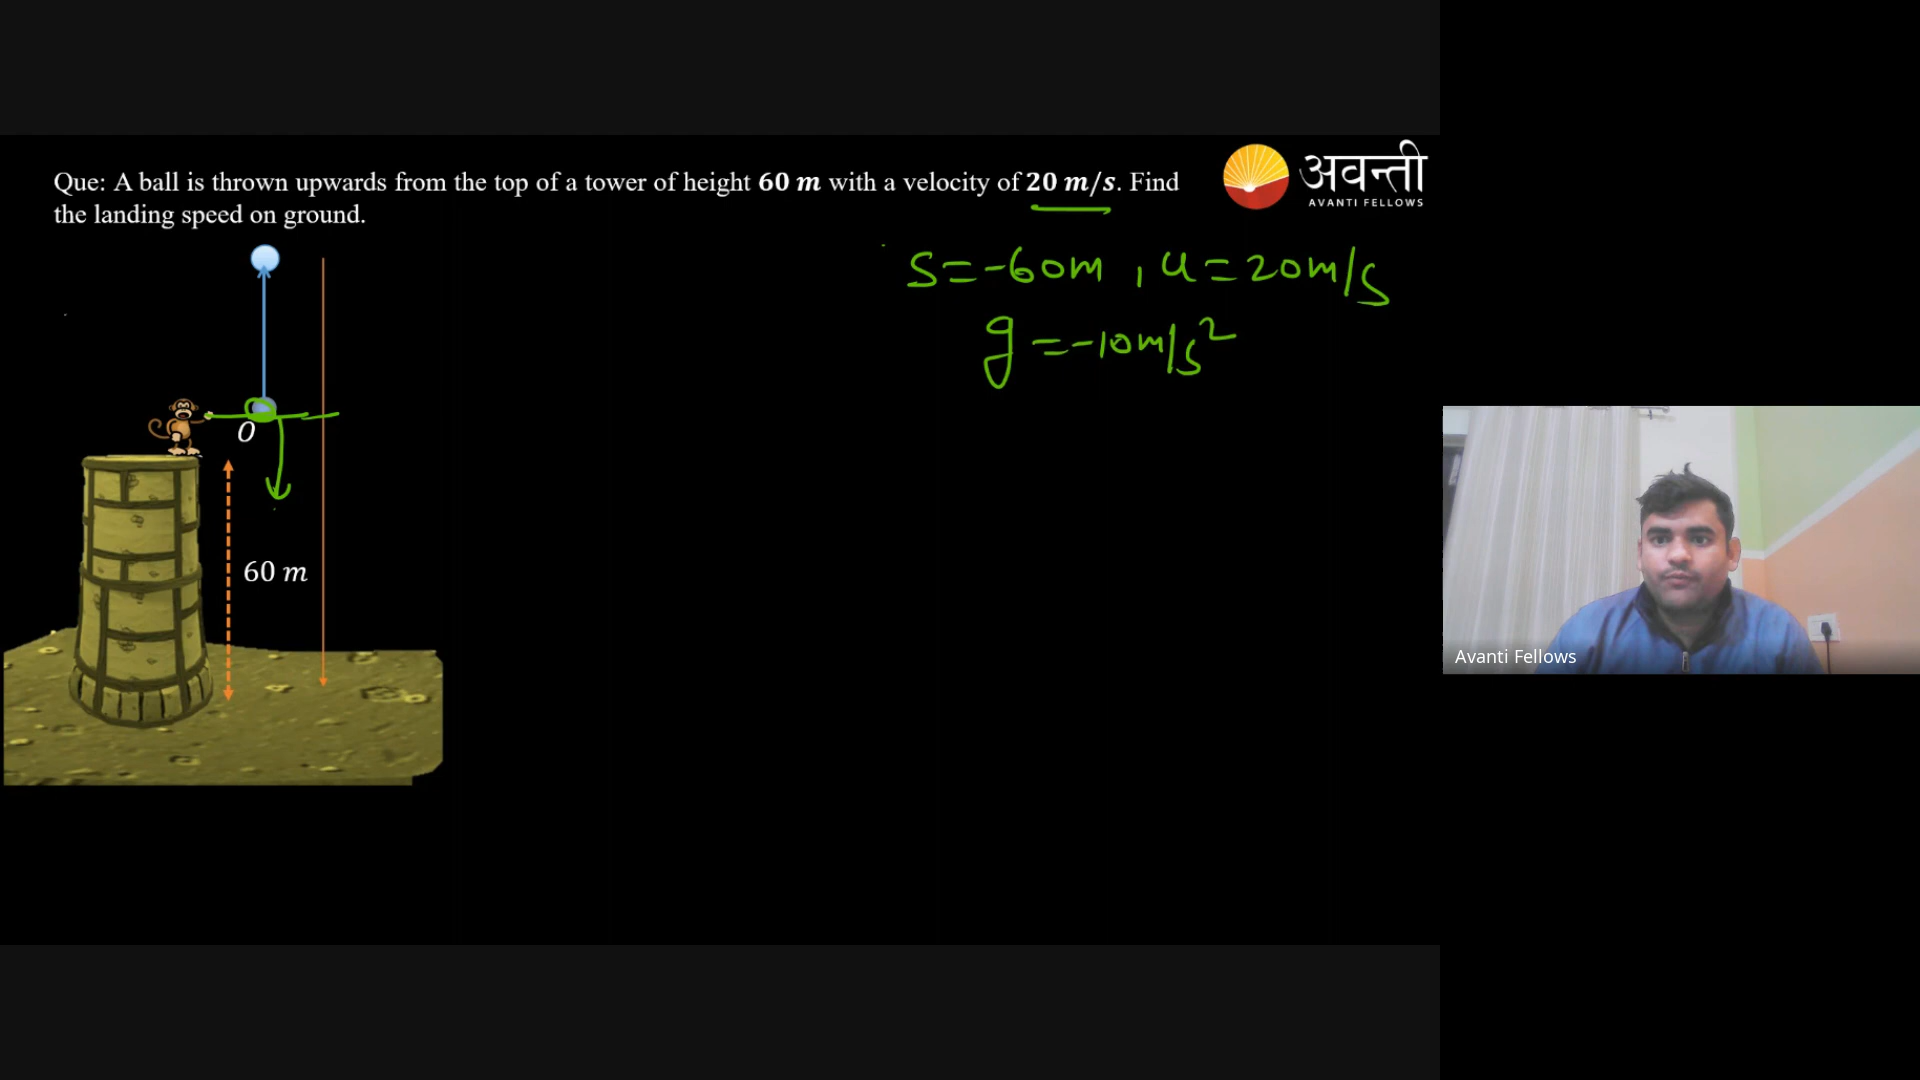 Que: A ball is thrown upwards from the top of a tower of height 60 m with a velocity of 20 m/s. Find
the landing speed on ground.
अवन्ती
AVANTI FELLOWS
S=-60m, u=20m/s
g=-10m/s²
O
60 m
Avanti Fellows